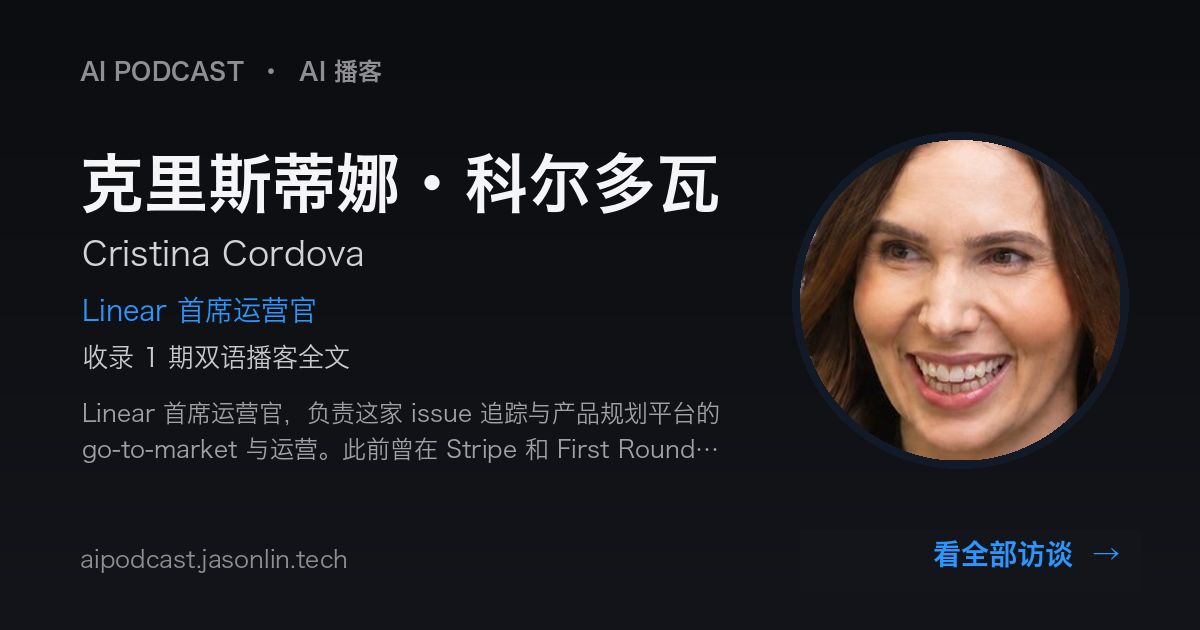 AI PODCAST · AI 播客
克里斯蒂娜·科尔多瓦
Cristina Cordova
Linear 首席运营官
收录 1 期双语播客全文
Linear 首席运营官，负责这家 issue 追踪与产品规划平台的
go-to-market 与运营。此前曾在 Stripe 和 First Round…
aipodcast.jasonlin.tech
看全部访谈 →